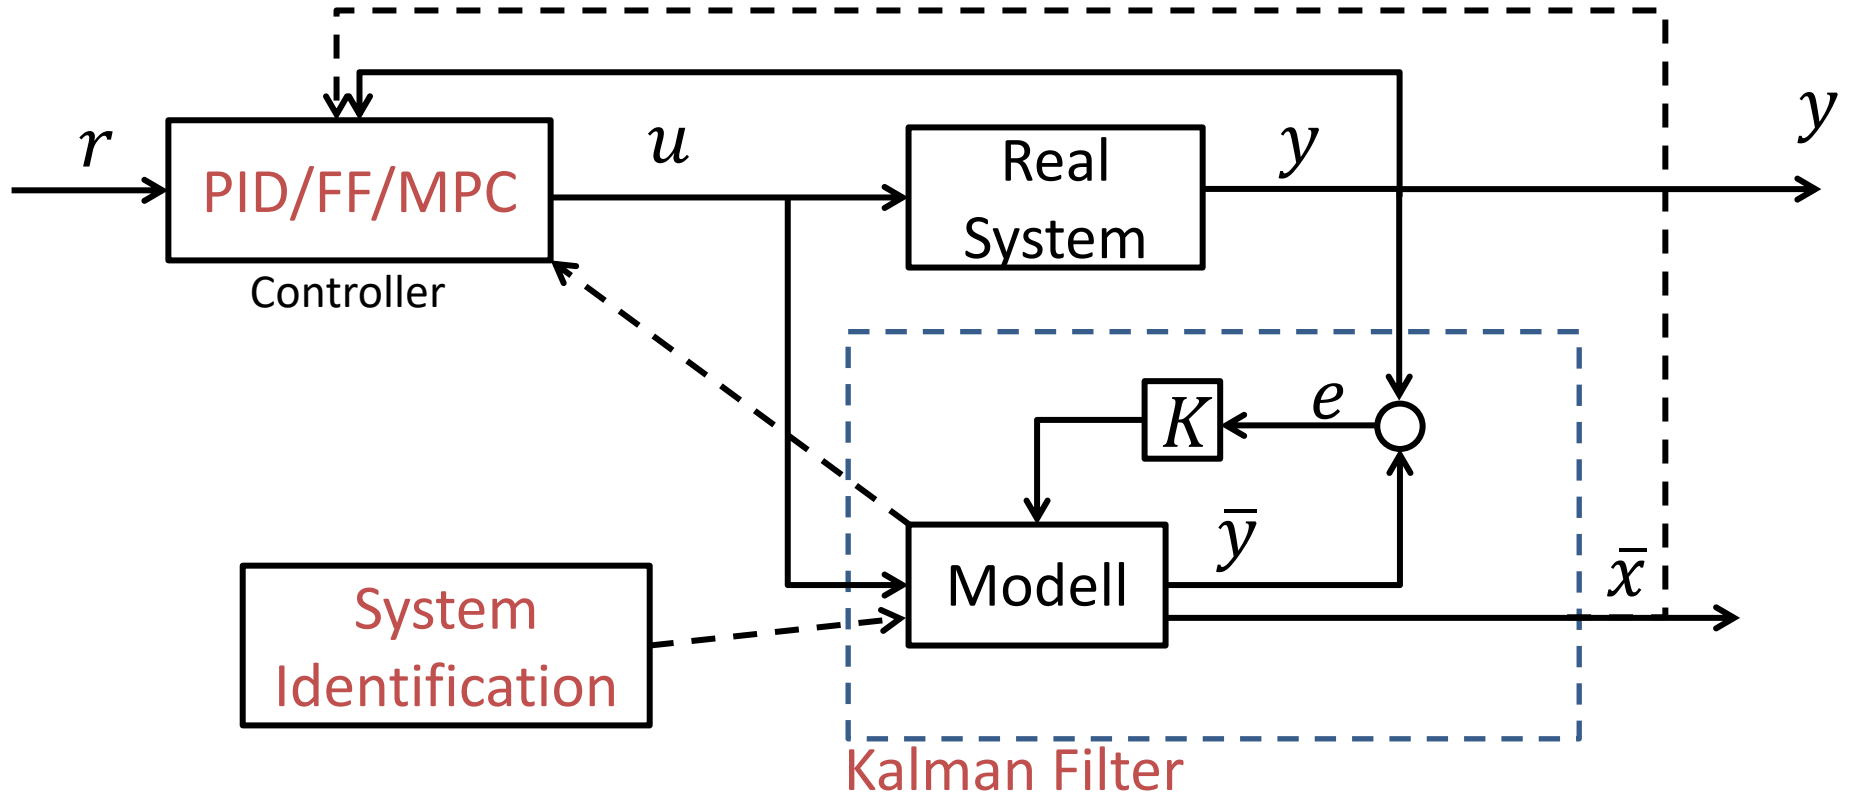 r
PID/FF/MPC
Controller
u
Real
System
y
y
K
e
Modell
y̅
x̅
System
Identification
Kalman Filter